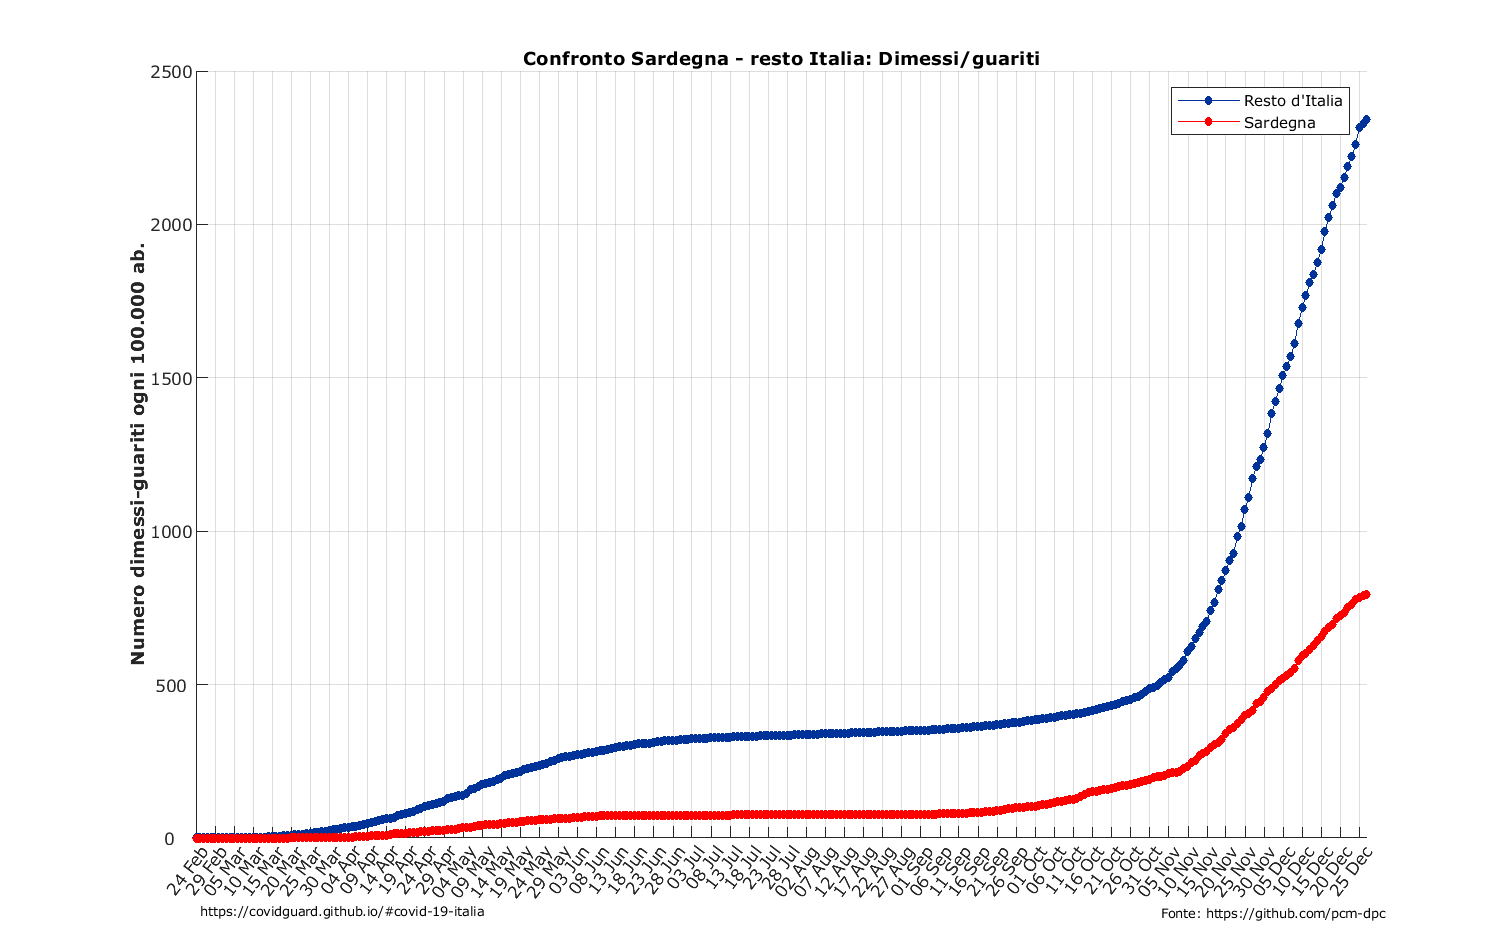 Confronto Sardegna - resto Italia: Dimessi/guariti
Resto d'Italia
Sardegna
Numero dimessi-guariti ogni 100.000 ab.
2500
2000
1500
1000
500
0
24 Feb
29 Feb
05 Mar
10 Mar
15 Mar
20 Mar
25 Mar
30 Mar
04 Apr
09 Apr
14 Apr
19 Apr
24 Apr
29 Apr
04 May
09 May
14 May
19 May
24 May
29 May
03 Jun
08 Jun
13 Jun
18 Jun
23 Jun
28 Jun
03 Jul
08 Jul
13 Jul
18 Jul
23 Jul
28 Jul
02 Aug
07 Aug
12 Aug
17 Aug
22 Aug
27 Aug
01 Sep
06 Sep
11 Sep
16 Sep
21 Sep
26 Sep
01 Oct
06 Oct
11 Oct
16 Oct
21 Oct
26 Oct
31 Oct
05 Nov
10 Nov
15 Nov
20 Nov
25 Nov
30 Nov
05 Dec
10 Dec
15 Dec
20 Dec
25 Dec
https://covidguard.github.io/#covid-19-italia
Fonte: https://github.com/pcm-dpc